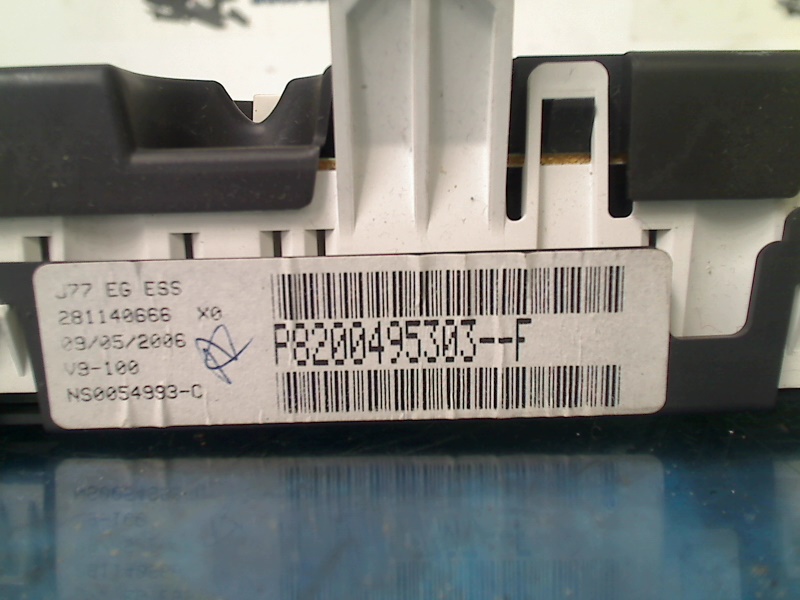 J77 EG ESS
281140666 X0
09/05/2006
V9-100
NS0054993-C
P8200495303--F